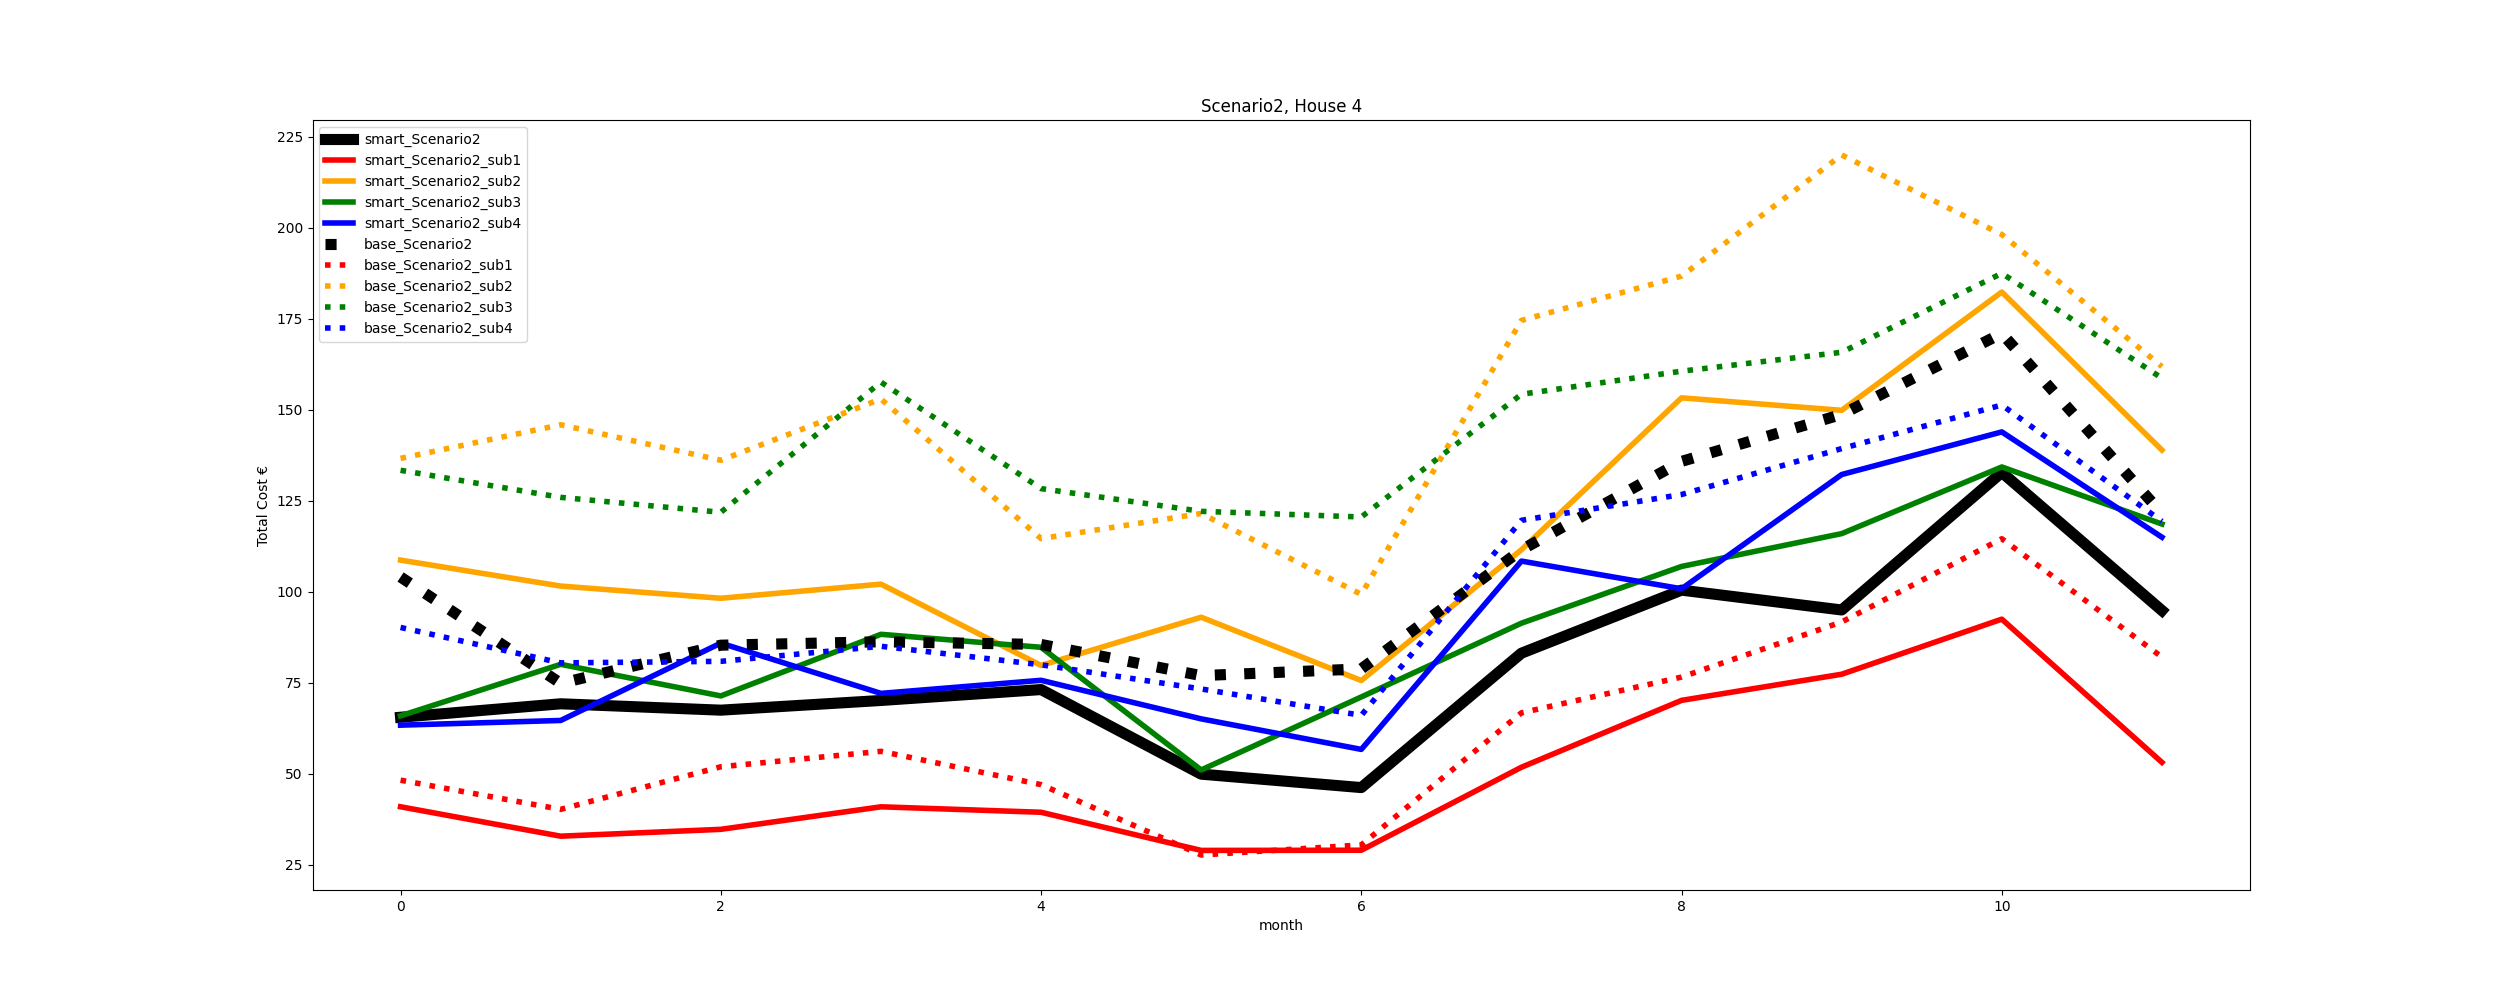 Scenario2, House 4
225
200
175
150
125
100
75
50
25
Total Cost €
smart_Scenario2
smart_Scenario2_sub1
smart_Scenario2_sub2
smart_Scenario2_sub3
smart_Scenario2_sub4
base_Scenario2
base_Scenario2_sub1
base_Scenario2_sub2
base_Scenario2_sub3
base_Scenario2_sub4
0 2 4 6 8 10
month